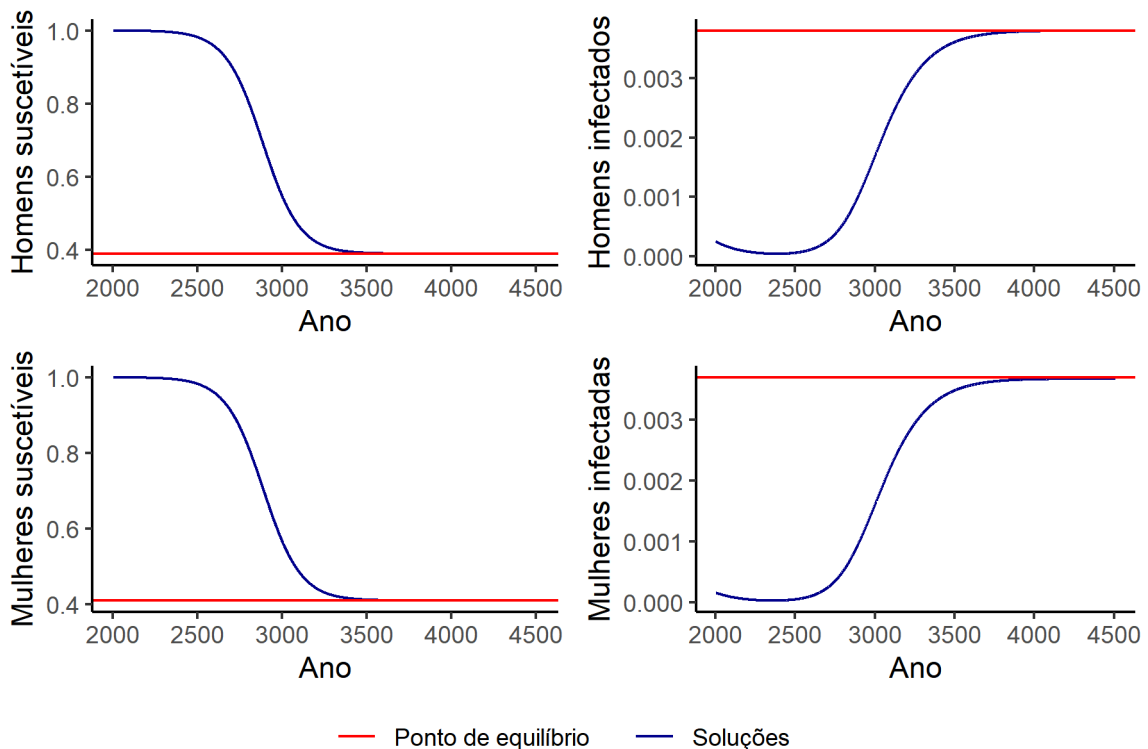 Homens suscetíveis
1.0
0.8
0.6
0.4
2000 2500 3000 3500 4000 4500
Ano
Homens infectados
0.003
0.002
0.001
0.000
2000 2500 3000 3500 4000 4500
Ano
Mulheres suscetíveis
1.0
0.8
0.6
0.4
2000 2500 3000 3500 4000 4500
Ano
Mulheres infectadas
0.003
0.002
0.001
0.000
2000 2500 3000 3500 4000 4500
Ano
Ponto de equilíbrio Soluções